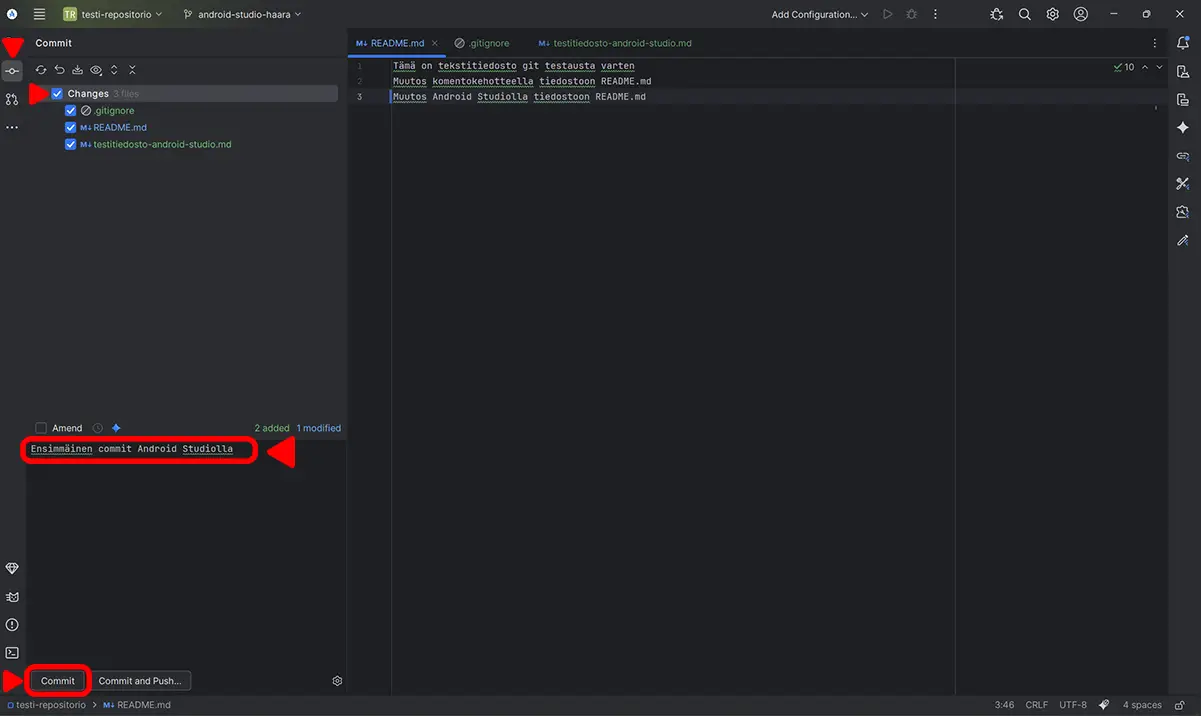 TR testi-repositorio android-studio-haara Add Configuration...
Commit
README.md .gitignore testitiedosto-android-studio.md
Changes 3 files
.gitignore
README.md
testitiedosto-android-studio.md
1 Tämä on tekstitiedosto git testausta varten
2 Muutos komentokehotteella tiedostoon README.md
3 Muutos Android Studiolla tiedostoon README.md
10
Amend 2 added 1 modified
Ensimmäinen commit Android Studiolla
Commit Commit and Push...
testi-repositorio > README.md 3:46 CRLF UTF-8 4 spaces